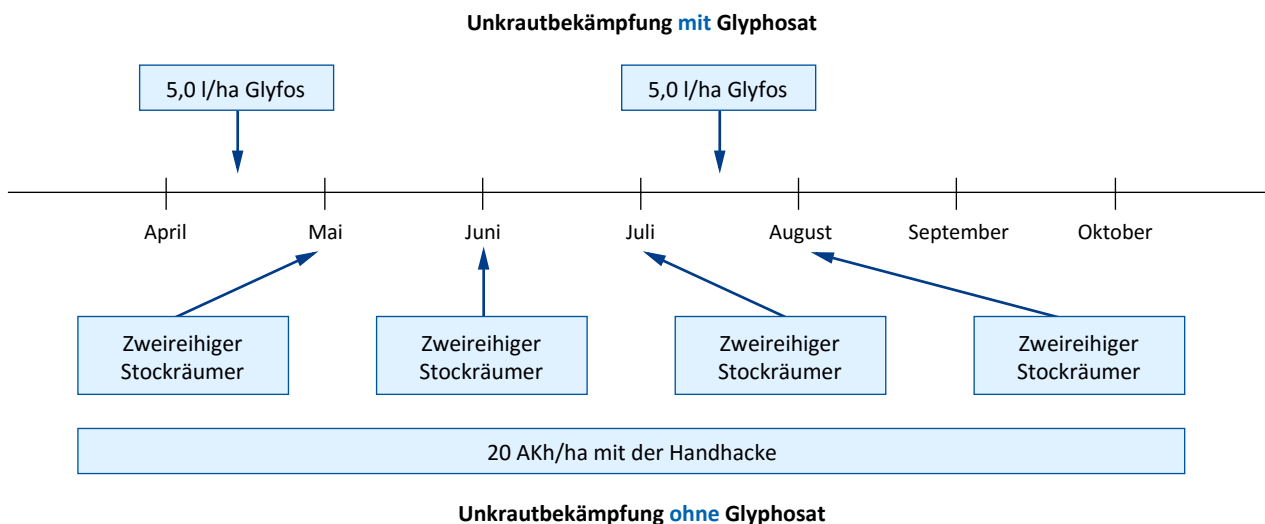 Unkrautbekämpfung mit Glyphosat
5,0 l/ha Glyfos
5,0 l/ha Glyfos
April
Mai
Juni
Juli
August
September
Oktober
Zweireihiger
Stockräumer
Zweireihiger
Stockräumer
Zweireihiger
Stockräumer
Zweireihiger
Stockräumer
20 AKh/ha mit der Handhacke
Unkrautbekämpfung ohne Glyphosat